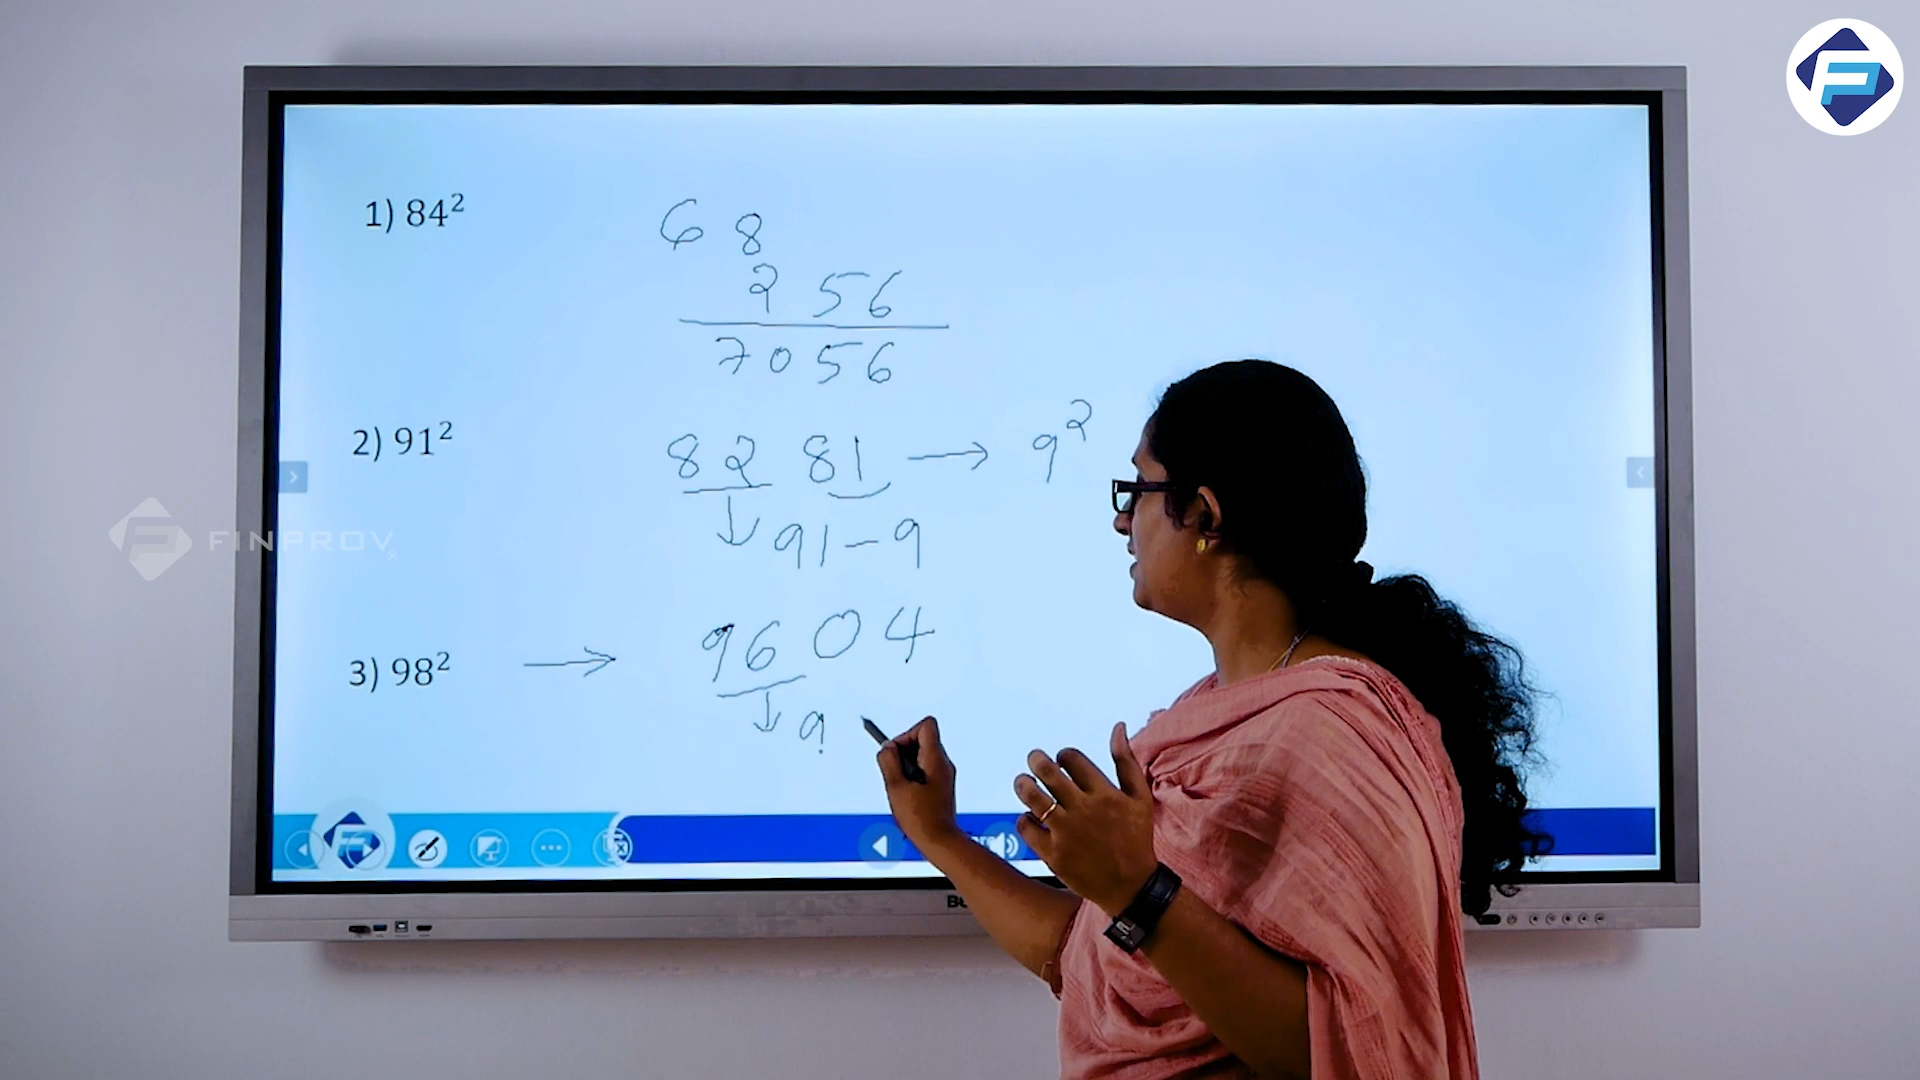 1) 84²
6 8
2 56
7056
2) 91²
82 81 → 9²
↓ 91-9
3) 98² → 9604
↓ 9
FINPROV®